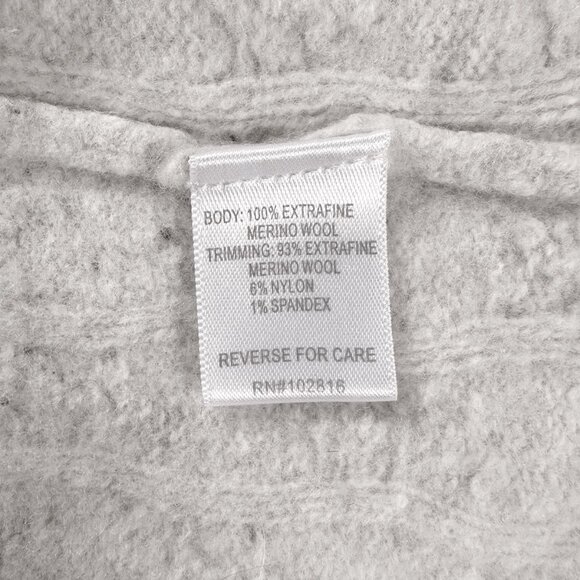 BODY: 100% EXTRAFINE
MERINO WOOL
TRIMMING: 93% EXTRAFINE
MERINO WOOL
6% NYLON
1% SPANDEX
REVERSE FOR CARE
RN#102816